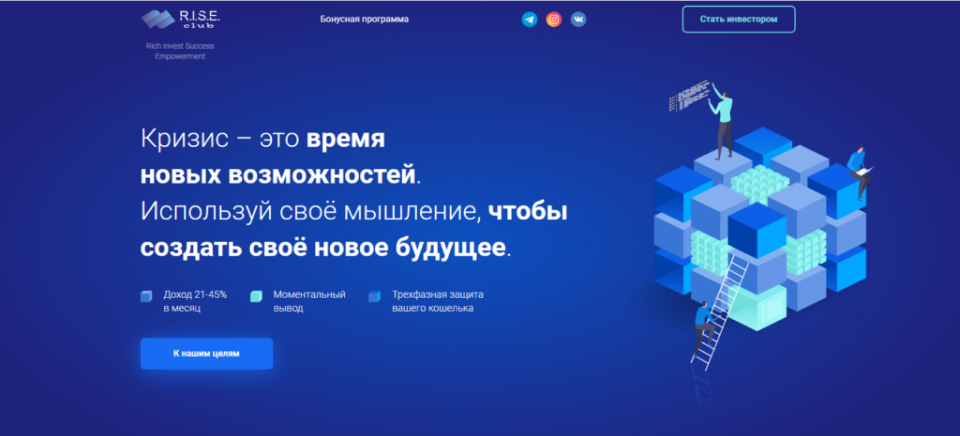 R.I.S.E.
club
Rich Invest Success
Empowerment
Бонусная программа
Стать инвестором
Кризис – это время
новых возможностей.
Используй своё мышление, чтобы
создать своё новое будущее.
Доход 21-45%
в месяц
Моментальный
вывод
Трехфазная защита
вашего кошелька
К нашим целям